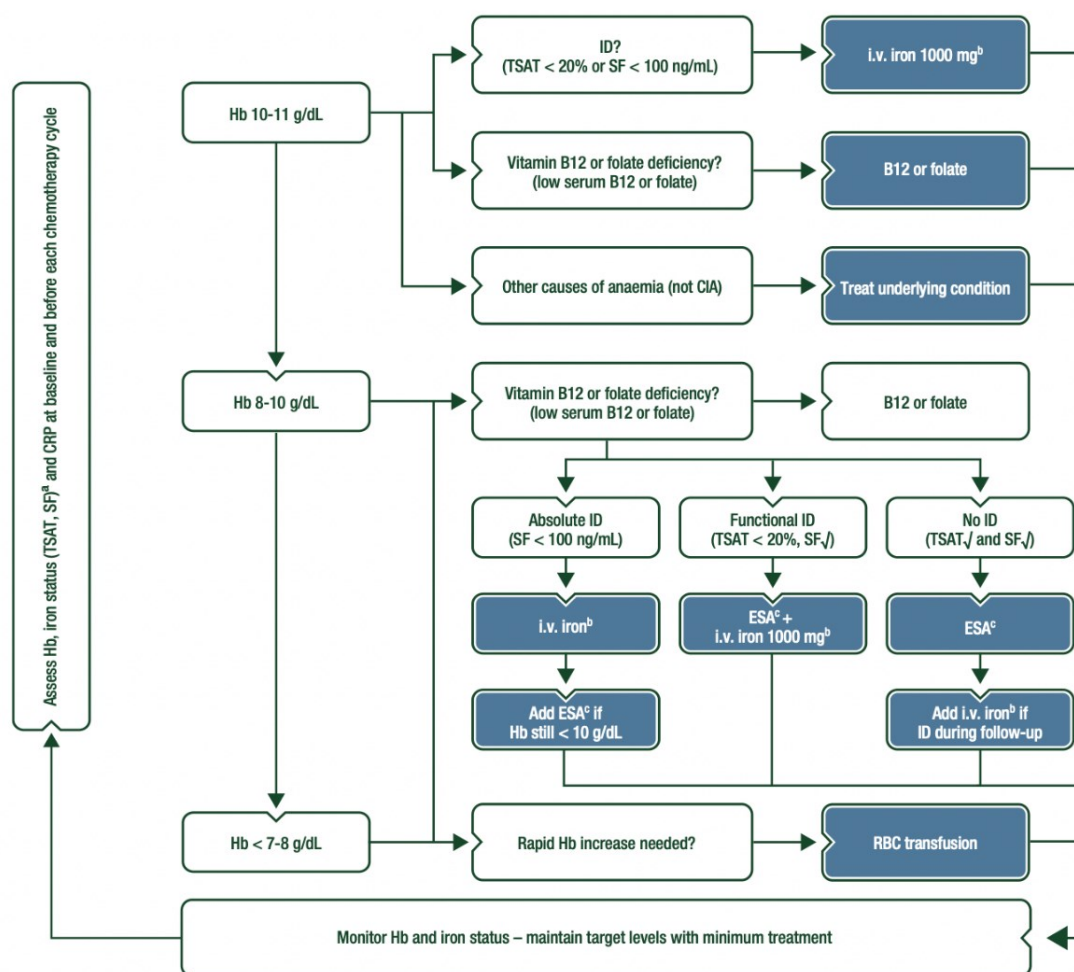 Assess Hb, iron status (TSAT, SF)ᵃ and CRP at baseline and before each chemotherapy cycle
Hb 10-11 g/dL
ID?
(TSAT < 20% or SF < 100 ng/mL)
i.v. iron 1000 mgᵇ
Vitamin B12 or folate deficiency?
(low serum B12 or folate)
B12 or folate
Other causes of anaemia (not CIA)
Treat underlying condition
Hb 8-10 g/dL
Vitamin B12 or folate deficiency?
(low serum B12 or folate)
B12 or folate
Absolute ID
(SF < 100 ng/mL)
Functional ID
(TSAT < 20%, SF√)
No ID
(TSAT√ and SF√)
i.v. ironᵇ
ESAᶜ +
i.v. iron 1000 mgᵇ
ESAᶜ
Add ESAᶜ if
Hb still < 10 g/dL
Add i.v. ironᵇ if
ID during follow-up
Hb < 7-8 g/dL
Rapid Hb increase needed?
RBC transfusion
Monitor Hb and iron status – maintain target levels with minimum treatment